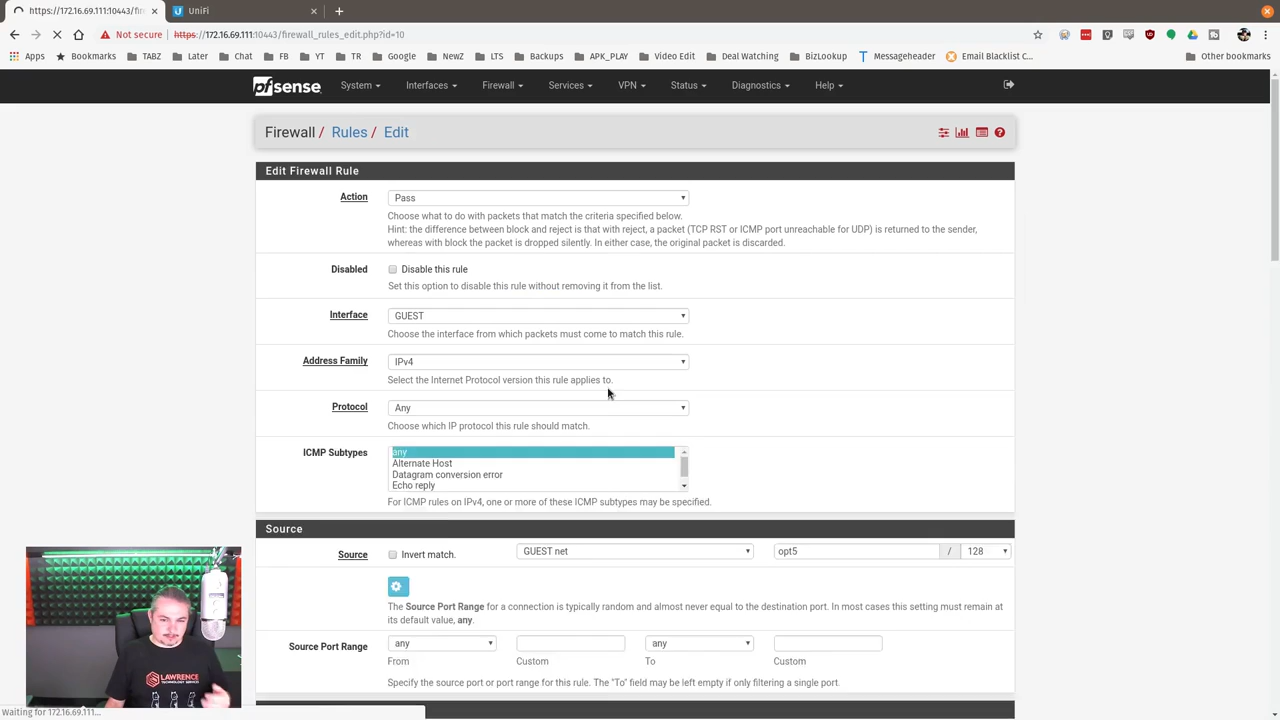 https://172.16.69.111:10443/fir
UniFi
Not secure https://172.16.69.111:10443/firewall_rules_edit.php?id=10
Apps Bookmarks TABZ Later Chat FB YT TR Google NewZ LTS Backups APK_PLAY Video Edit Deal Watching BizLookup Messageheader Email Blacklist C... Other bookmarks
pfsense System Interfaces Firewall Services VPN Status Diagnostics Help
Firewall / Rules / Edit
Edit Firewall Rule
Action Pass
Choose what to do with packets that match the criteria specified below.
Hint: the difference between block and reject is that with reject, a packet (TCP RST or ICMP port unreachable for UDP) is returned to the sender,
whereas with block the packet is dropped silently. In either case, the original packet is discarded.
Disabled Disable this rule
Set this option to disable this rule without removing it from the list.
Interface GUEST
Choose the interface from which packets must come to match this rule.
Address Family IPv4
Select the Internet Protocol version this rule applies to.
Protocol Any
Choose which IP protocol this rule should match.
ICMP Subtypes any
Alternate Host
Datagram conversion error
Echo reply
For ICMP rules on IPv4, one or more of these ICMP subtypes may be specified.
Source
Source Invert match. GUEST net opt5 / 128
The Source Port Range for a connection is typically random and almost never equal to the destination port. In most cases this setting must remain at
its default value, any.
Source Port Range any any
From Custom To Custom
Specify the source port or port range for this rule. The "To" field may be left empty if only filtering a single port.
LAWRENCE
TECHNOLOGY SERVICES
Waiting for 172.16.69.111...